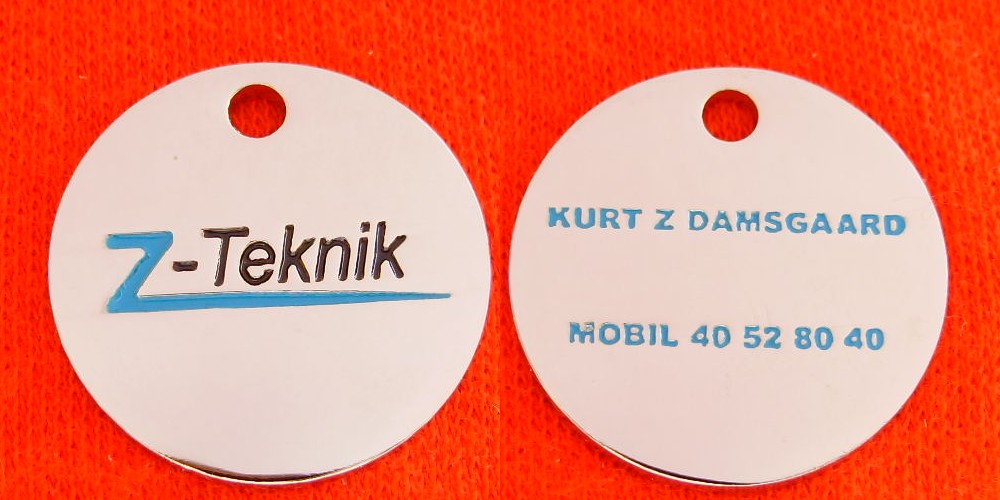 Z-Teknik
KURT Z DAMSGAARD
MOBIL 40 52 80 40